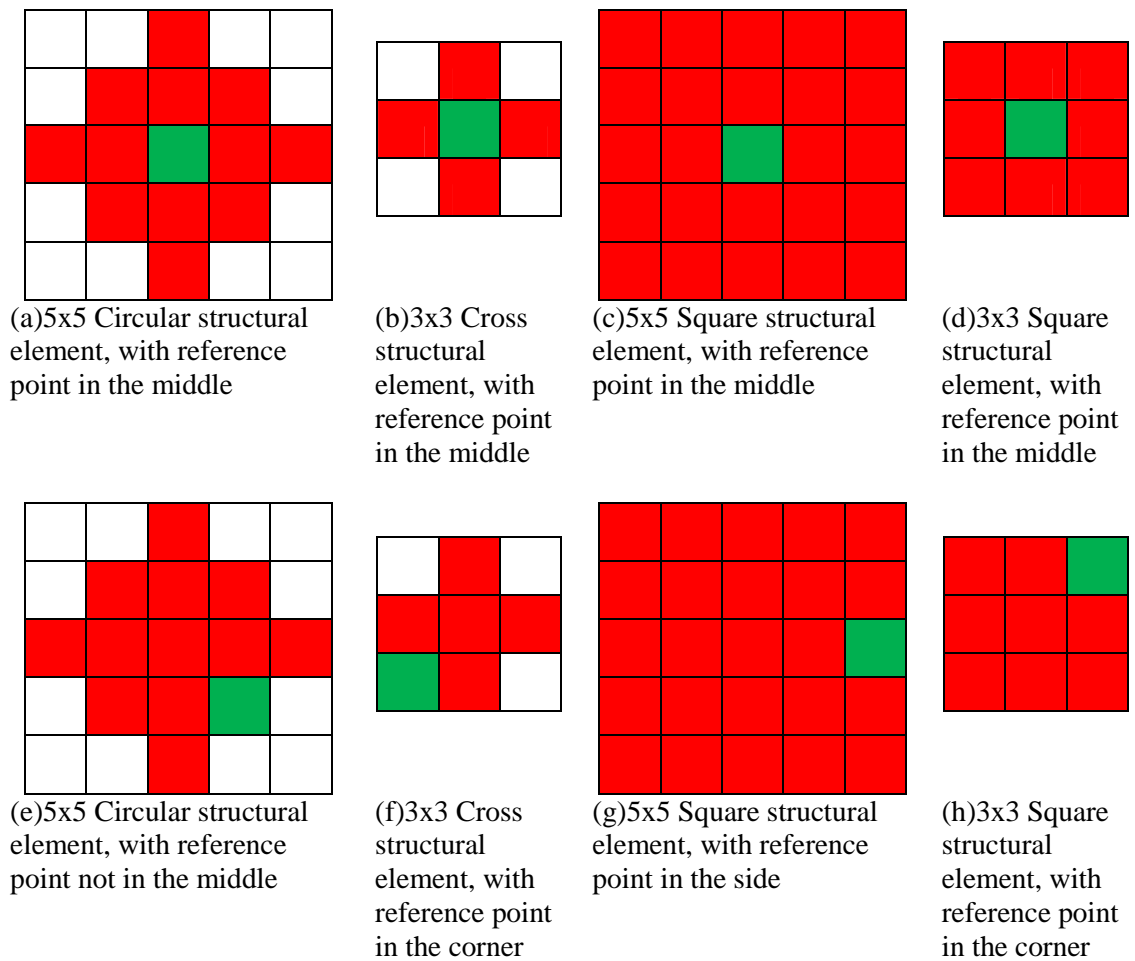 (a)5x5 Circular structural
element, with reference
point in the middle
(b)3x3 Cross
structural
element, with
reference point
in the middle
(c)5x5 Square structural
element, with reference
point in the middle
(d)3x3 Square
structural
element, with
reference point
in the middle
(e)5x5 Circular structural
element, with reference
point not in the middle
(f)3x3 Cross
structural
element, with
reference point
in the corner
(g)5x5 Square structural
element, with reference
point in the side
(h)3x3 Square
structural
element, with
reference point
in the corner